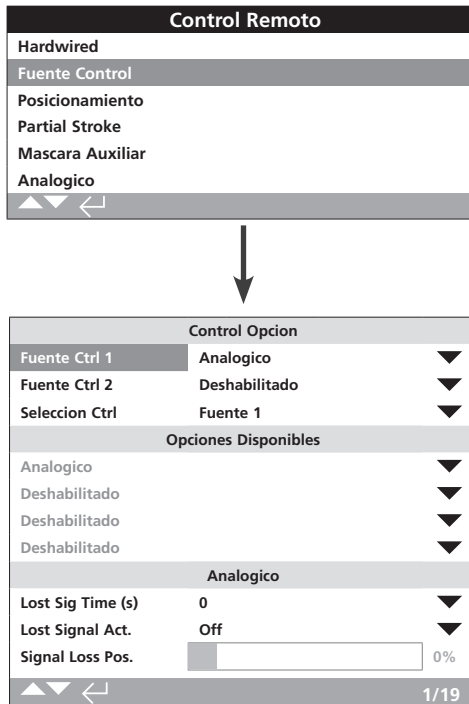 Control Remoto
Hardwired
Fuente Control
Posicionamiento
Partial Stroke
Mascara Auxiliar
Analogico
Control Opcion
Fuente Ctrl 1 Analogico
Fuente Ctrl 2 Deshabilitado
Seleccion Ctrl Fuente 1
Opciones Disponibles
Analogico
Deshabilitado
Deshabilitado
Deshabilitado
Analogico
Lost Sig Time (s) 0
Lost Signal Act. Off
Signal Loss Pos. 0%
1/19